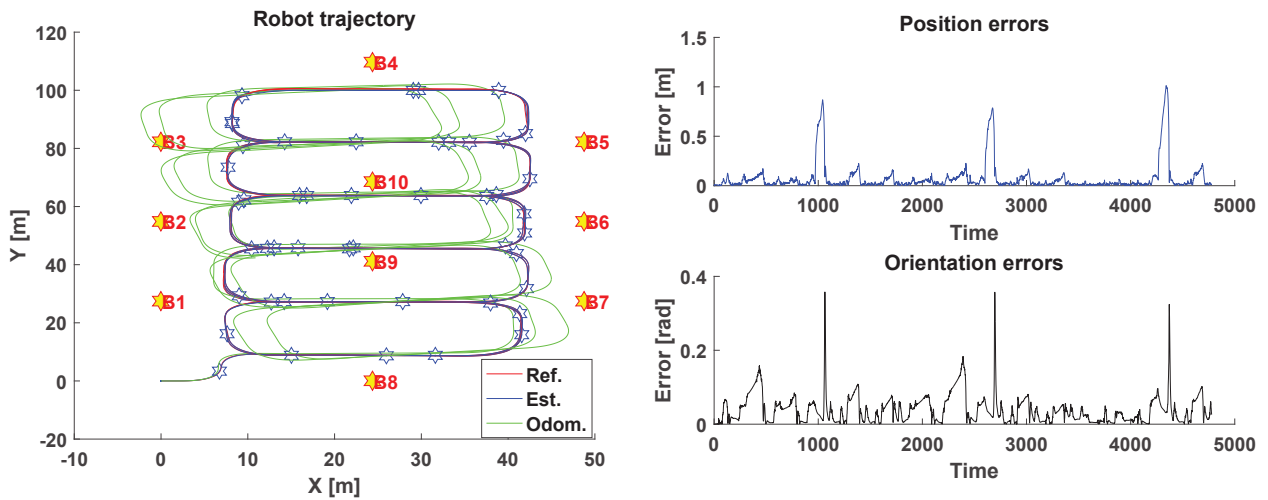 Robot trajectory
120
100
80
60
40
20
0
-20
Y [m]
-10
0
10
20
30
40
50
X [m]
B4
B3
B5
B10
B2
B6
B9
B1
B7
B8
Ref.
Est.
Odom.
Position errors
1.5
1
0.5
0
Error [m]
0
1000
2000
3000
4000
5000
Time
Orientation errors
0.4
0.2
0
Error [rad]
0
1000
2000
3000
4000
5000
Time